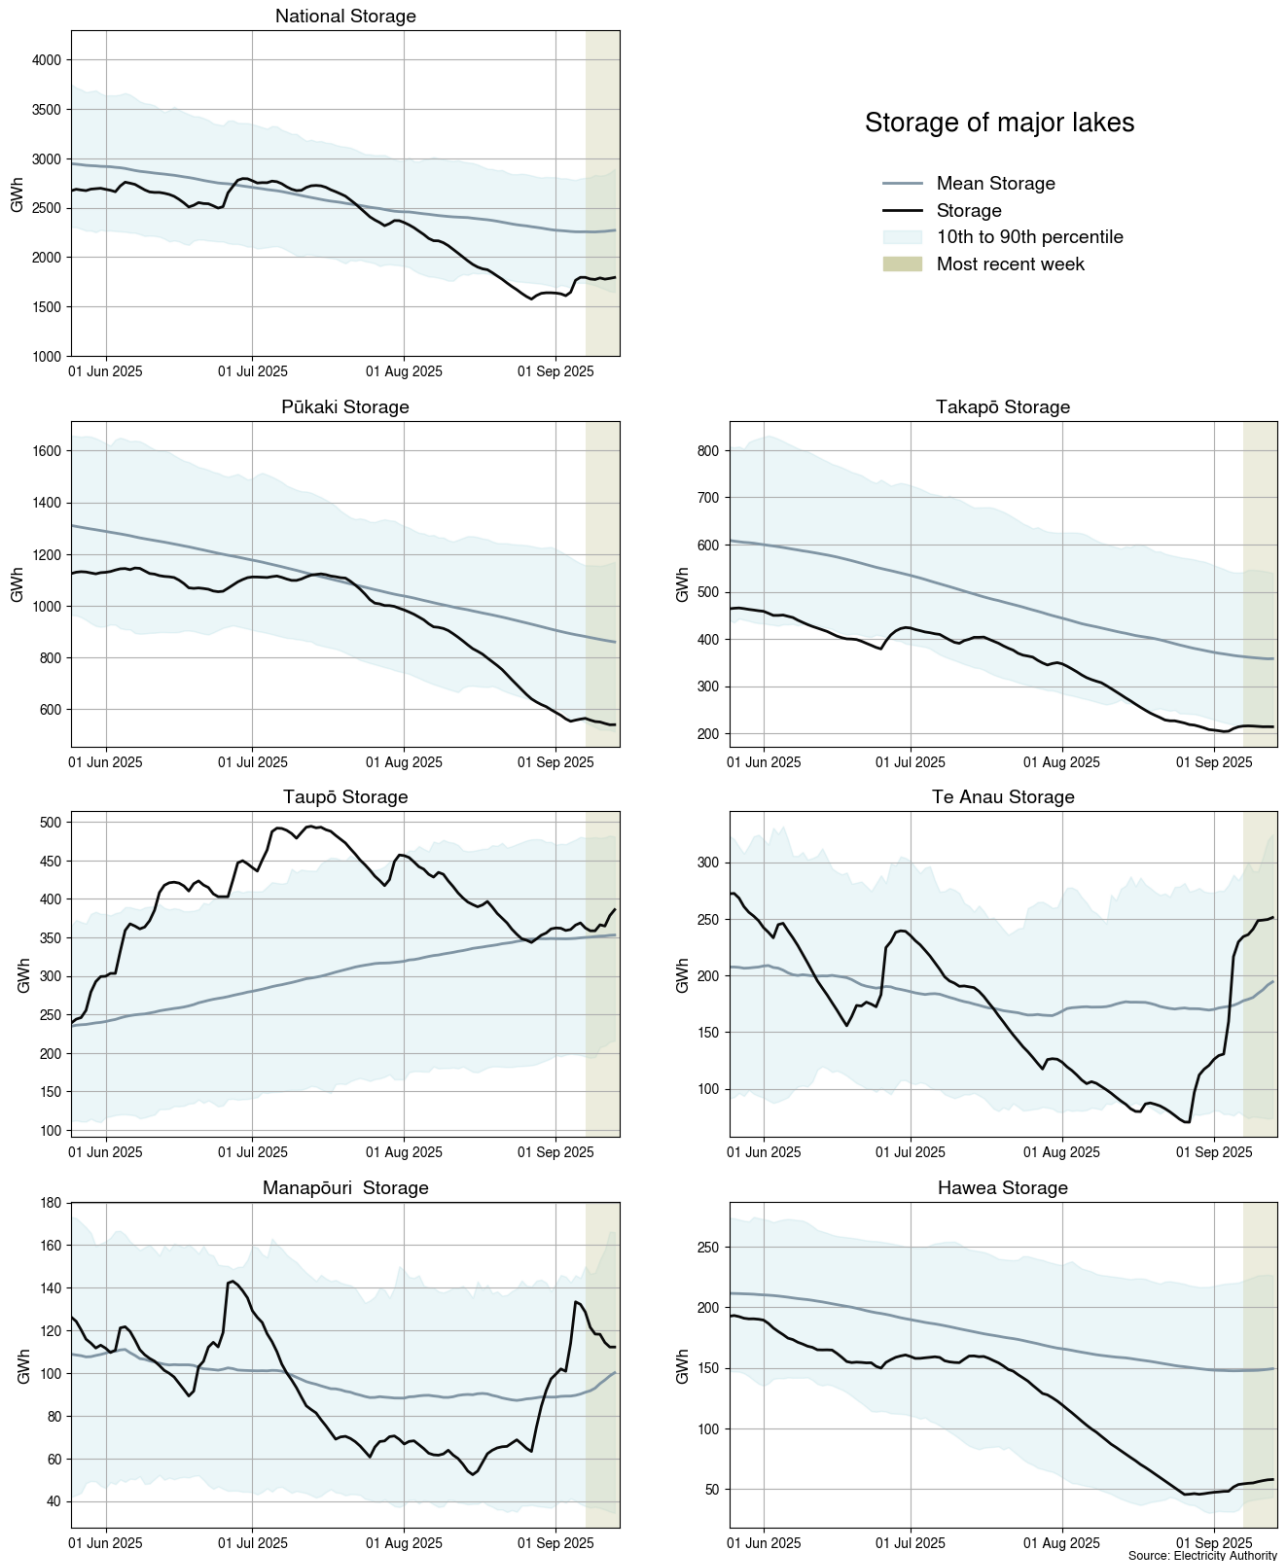 National Storage
4000
3500
3000
2500
2000
1500
1000
GWh
01 Jun 2025 01 Jul 2025 01 Aug 2025 01 Sep 2025
Storage of major lakes
Mean Storage
Storage
10th to 90th percentile
Most recent week
Pūkaki Storage
1600
1400
1200
1000
800
600
GWh
01 Jun 2025 01 Jul 2025 01 Aug 2025 01 Sep 2025
Takapō Storage
800
700
600
500
400
300
200
GWh
01 Jun 2025 01 Jul 2025 01 Aug 2025 01 Sep 2025
Taupō Storage
500
450
400
350
300
250
200
150
100
GWh
01 Jun 2025 01 Jul 2025 01 Aug 2025 01 Sep 2025
Te Anau Storage
300
250
200
150
100
GWh
01 Jun 2025 01 Jul 2025 01 Aug 2025 01 Sep 2025
Manapōuri  Storage
180
160
140
120
100
80
60
40
GWh
01 Jun 2025 01 Jul 2025 01 Aug 2025 01 Sep 2025
Hawea Storage
250
200
150
100
50
GWh
01 Jun 2025 01 Jul 2025 01 Aug 2025 01 Sep 2025
Source: Electricity Authority